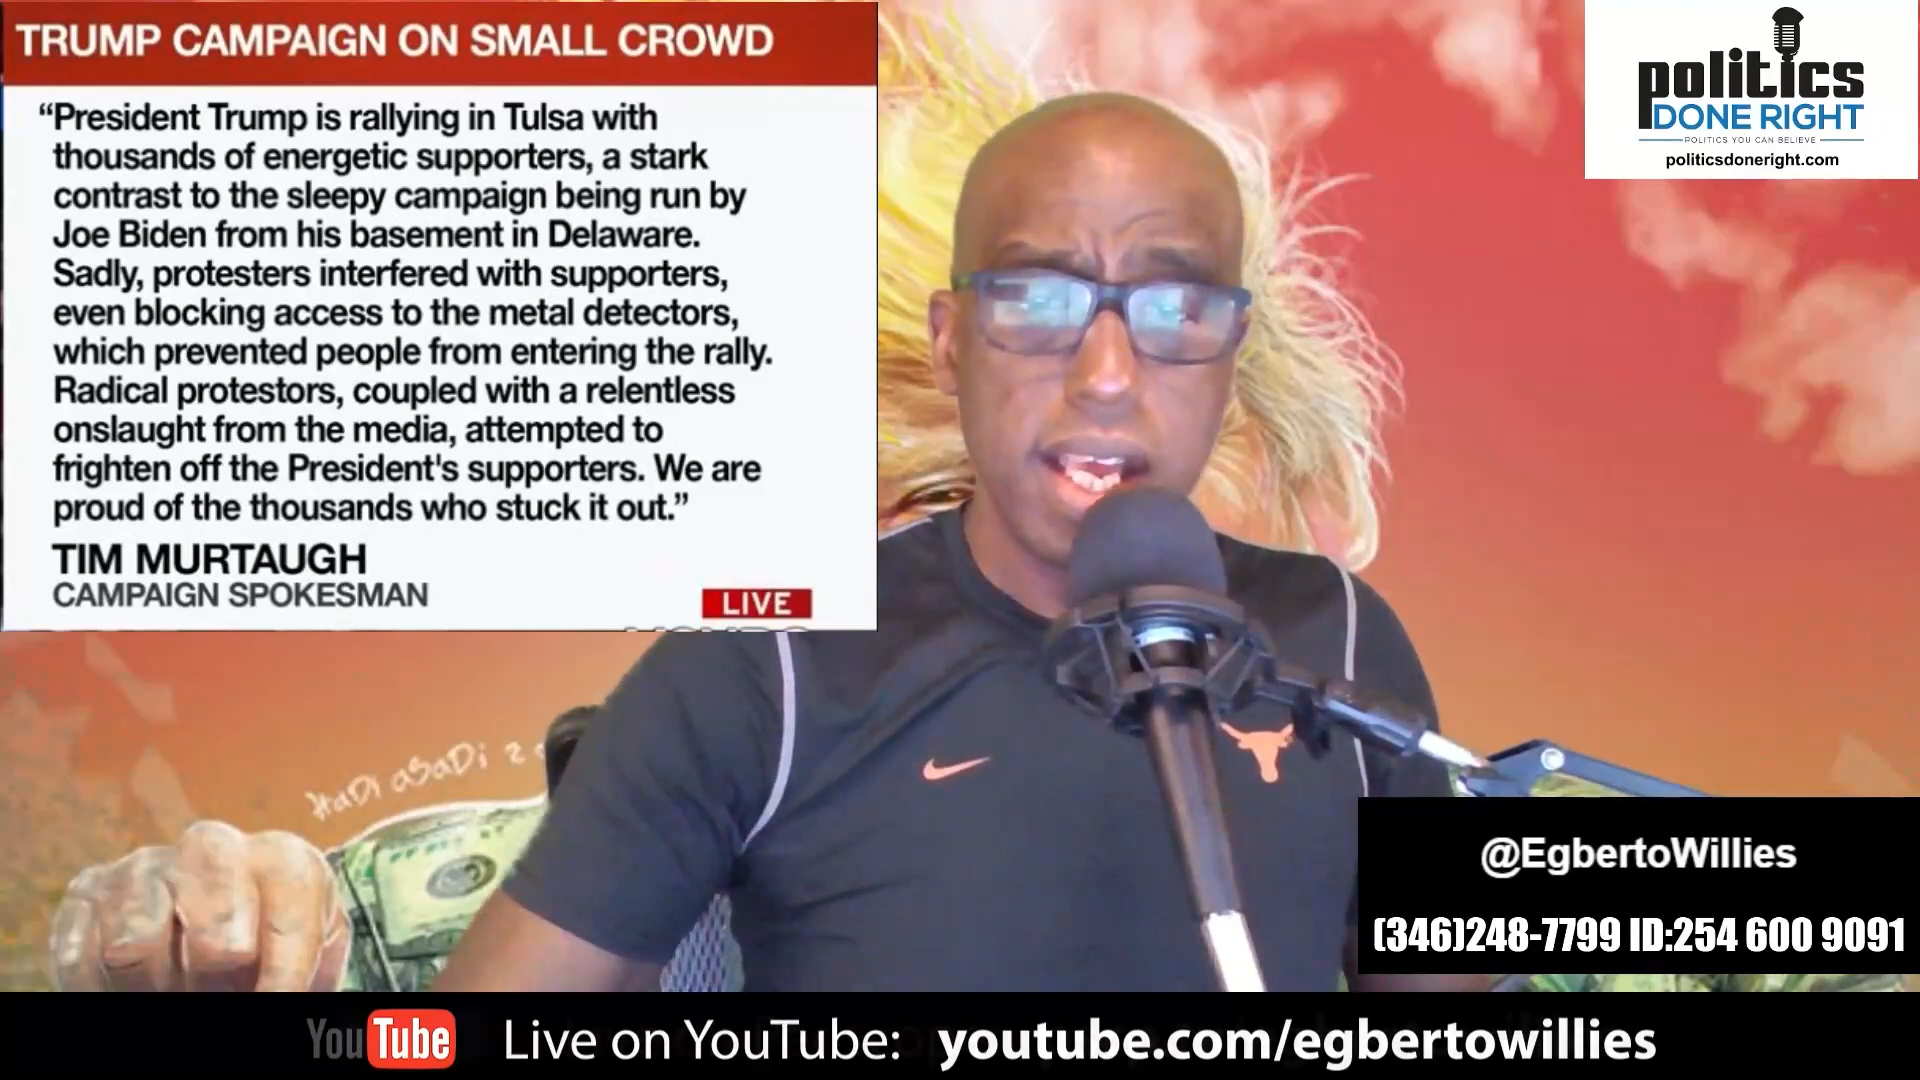 TRUMP CAMPAIGN ON SMALL CROWD
“President Trump is rallying in Tulsa with
thousands of energetic supporters, a stark
contrast to the sleepy campaign being run by
Joe Biden from his basement in Delaware.
Sadly, protesters interfered with supporters,
even blocking access to the metal detectors,
which prevented people from entering the rally.
Radical protestors, coupled with a relentless
onslaught from the media, attempted to
frighten off the President's supporters. We are
proud of the thousands who stuck it out.”
TIM MURTAUGH
CAMPAIGN SPOKESMAN
LIVE
politics
DONE RIGHT
POLITICS YOU CAN BELIEVE
politicsdoneright.com
HaDi aSaDi 2
@EgbertoWillies
(346)248-7799 ID:254 600 9091
YouTube Live on YouTube: youtube.com/egbertowillies